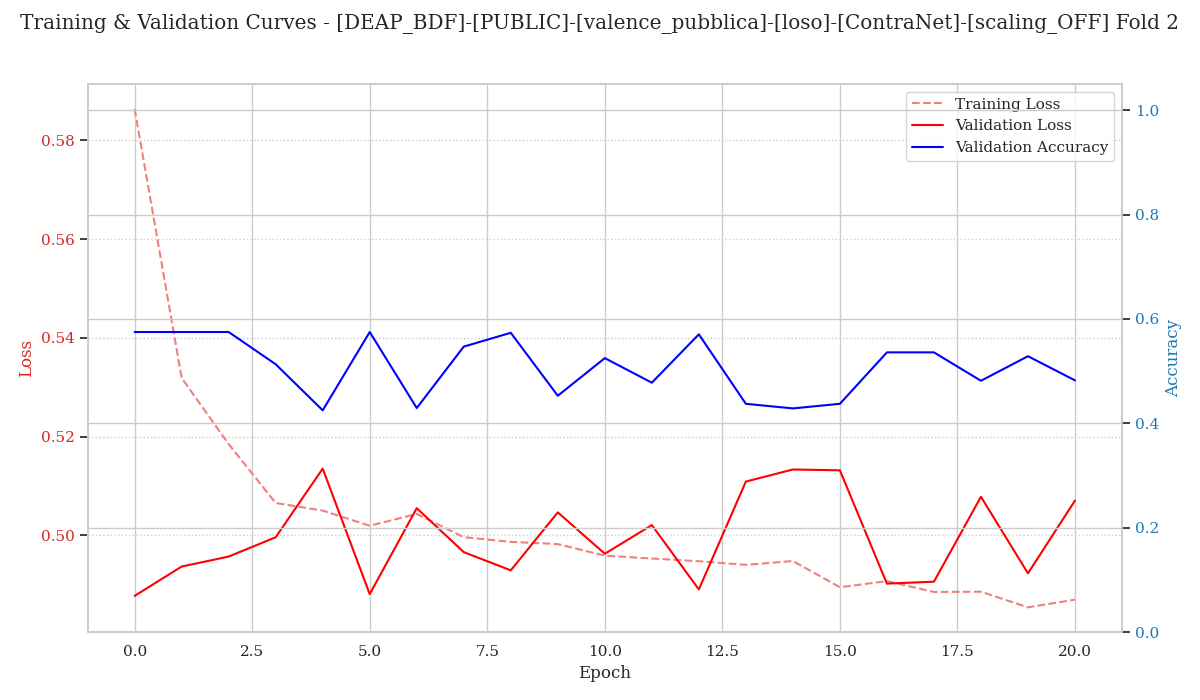 Training & Validation Curves - [DEAP_BDF]-[PUBLIC]-[valence_pubblica]-[loso]-[ContraNet]-[scaling_OFF] Fold 2
Training Loss
Validation Loss
Validation Accuracy
0.58
0.56
0.54
0.52
0.50
Loss
1.0
0.8
0.6
0.4
0.2
0.0
Accuracy
0.0 2.5 5.0 7.5 10.0 12.5 15.0 17.5 20.0
Epoch